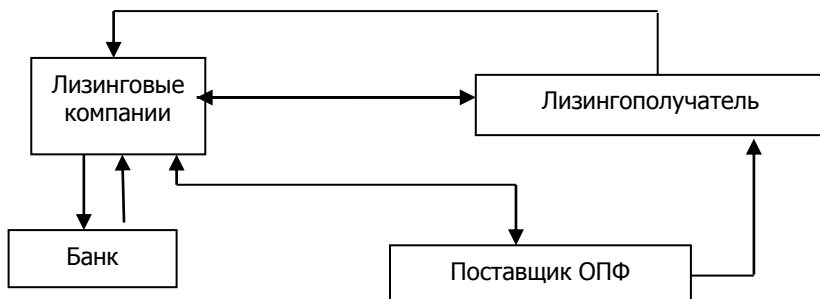 Лизинговые
компании
Лизингополучатель
Банк
Поставщик ОПФ